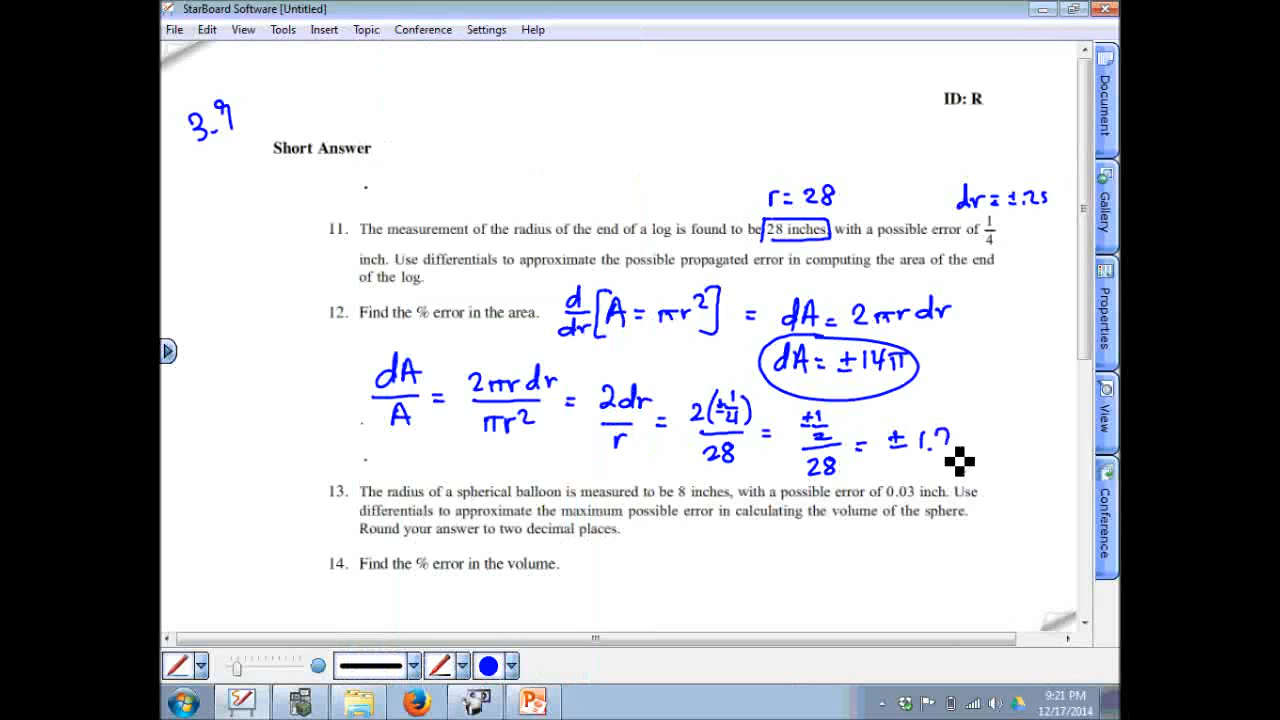 StarBoard Software [Untitled]
File Edit View Tools Insert Topic Conference Settings Help
3.9
ID: R
Short Answer
r = 28
dr = ±.25
11. The measurement of the radius of the end of a log is found to be 28 inches, with a possible error of 1/4
inch. Use differentials to approximate the possible propagated error in computing the area of the end
of the log.
12. Find the % error in the area.
d/dr [A = πr²] = dA = 2πr dr
dA = ±14π
dA/A = 2πr dr/πr² = 2dr/r = 2(±1/4)/28 = ±1/2/28 = ± 1.7
13. The radius of a spherical balloon is measured to be 8 inches, with a possible error of 0.03 inch. Use
differentials to approximate the maximum possible error in calculating the volume of the sphere.
Round your answer to two decimal places.
14. Find the % error in the volume.
Document
Gallery
Properties
View
Conference
9:21 PM
12/17/2014